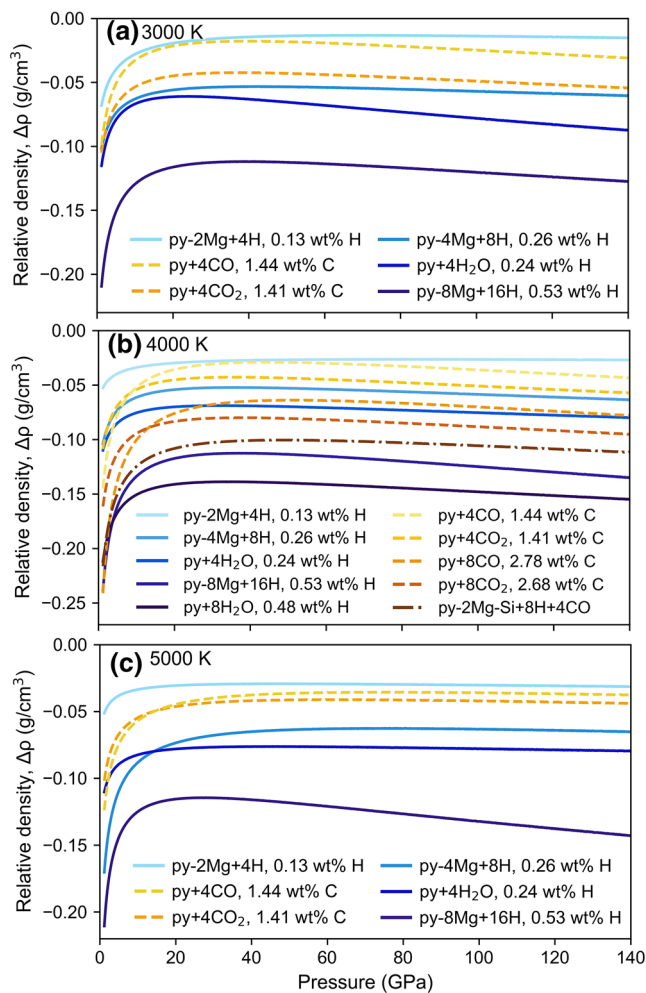 (a) 3000 K
Relative density, Δρ (g/cm³)
0.00
−0.05
−0.10
−0.15
−0.20
py-2Mg+4H, 0.13 wt% H
py+4CO, 1.44 wt% C
py+4CO₂, 1.41 wt% C
py-4Mg+8H, 0.26 wt% H
py+4H₂O, 0.24 wt% H
py-8Mg+16H, 0.53 wt% H
(b) 4000 K
Relative density, Δρ (g/cm³)
0.00
−0.05
−0.10
−0.15
−0.20
−0.25
py-2Mg+4H, 0.13 wt% H
py-4Mg+8H, 0.26 wt% H
py+4H₂O, 0.24 wt% H
py-8Mg+16H, 0.53 wt% H
py+8H₂O, 0.48 wt% H
py+4CO, 1.44 wt% C
py+4CO₂, 1.41 wt% C
py+8CO, 2.78 wt% C
py+8CO₂, 2.68 wt% C
py-2Mg-Si+8H+4CO
(c) 5000 K
Relative density, Δρ (g/cm³)
0.00
−0.05
−0.10
−0.15
−0.20
py-2Mg+4H, 0.13 wt% H
py+4CO, 1.44 wt% C
py+4CO₂, 1.41 wt% C
py-4Mg+8H, 0.26 wt% H
py+4H₂O, 0.24 wt% H
py-8Mg+16H, 0.53 wt% H
0 20 40 60 80 100 120 140
Pressure (GPa)